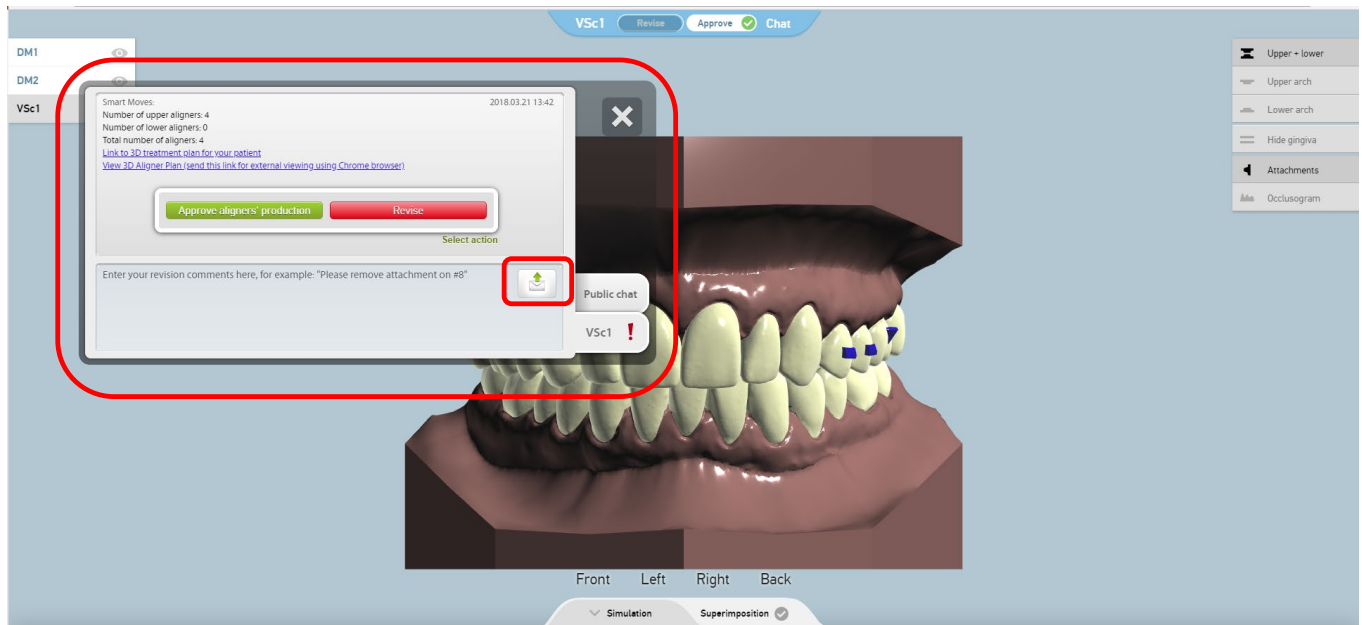 VSc1 Revise Approve Chat
DM1
DM2
VSc1
Smart Moves: 2018.03.21 13:42
Number of upper aligners: 4
Number of lower aligners: 0
Total number of aligners: 4
Link to 3D treatment plan for your patient
View 3D Aligner Plan (send this link for external viewing using Chrome browser)
Approve aligners' production Revise
Select action
Enter your revision comments here, for example: "Please remove attachment on #8"
Public chat
VSc1 !
Upper + lower
Upper arch
Lower arch
Hide gingiva
Attachments
Occlusogram
Front Left Right Back
Simulation Superimposition